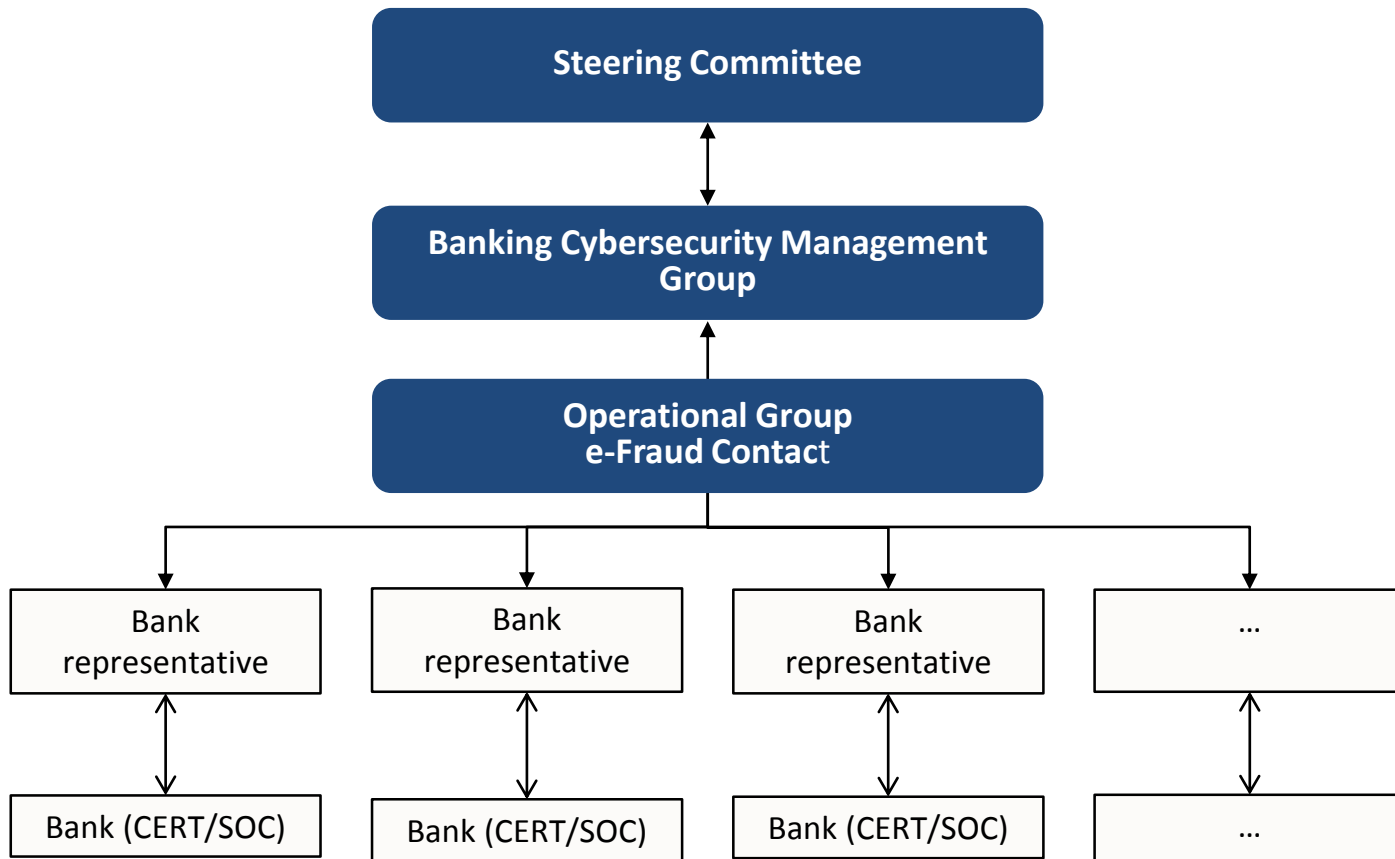 Steering Committee
Banking Cybersecurity Management
Group
Operational Group
e-Fraud Contact
Bank
representative
Bank
representative
Bank
representative
...
Bank (CERT/SOC)
Bank (CERT/SOC)
Bank (CERT/SOC)
...